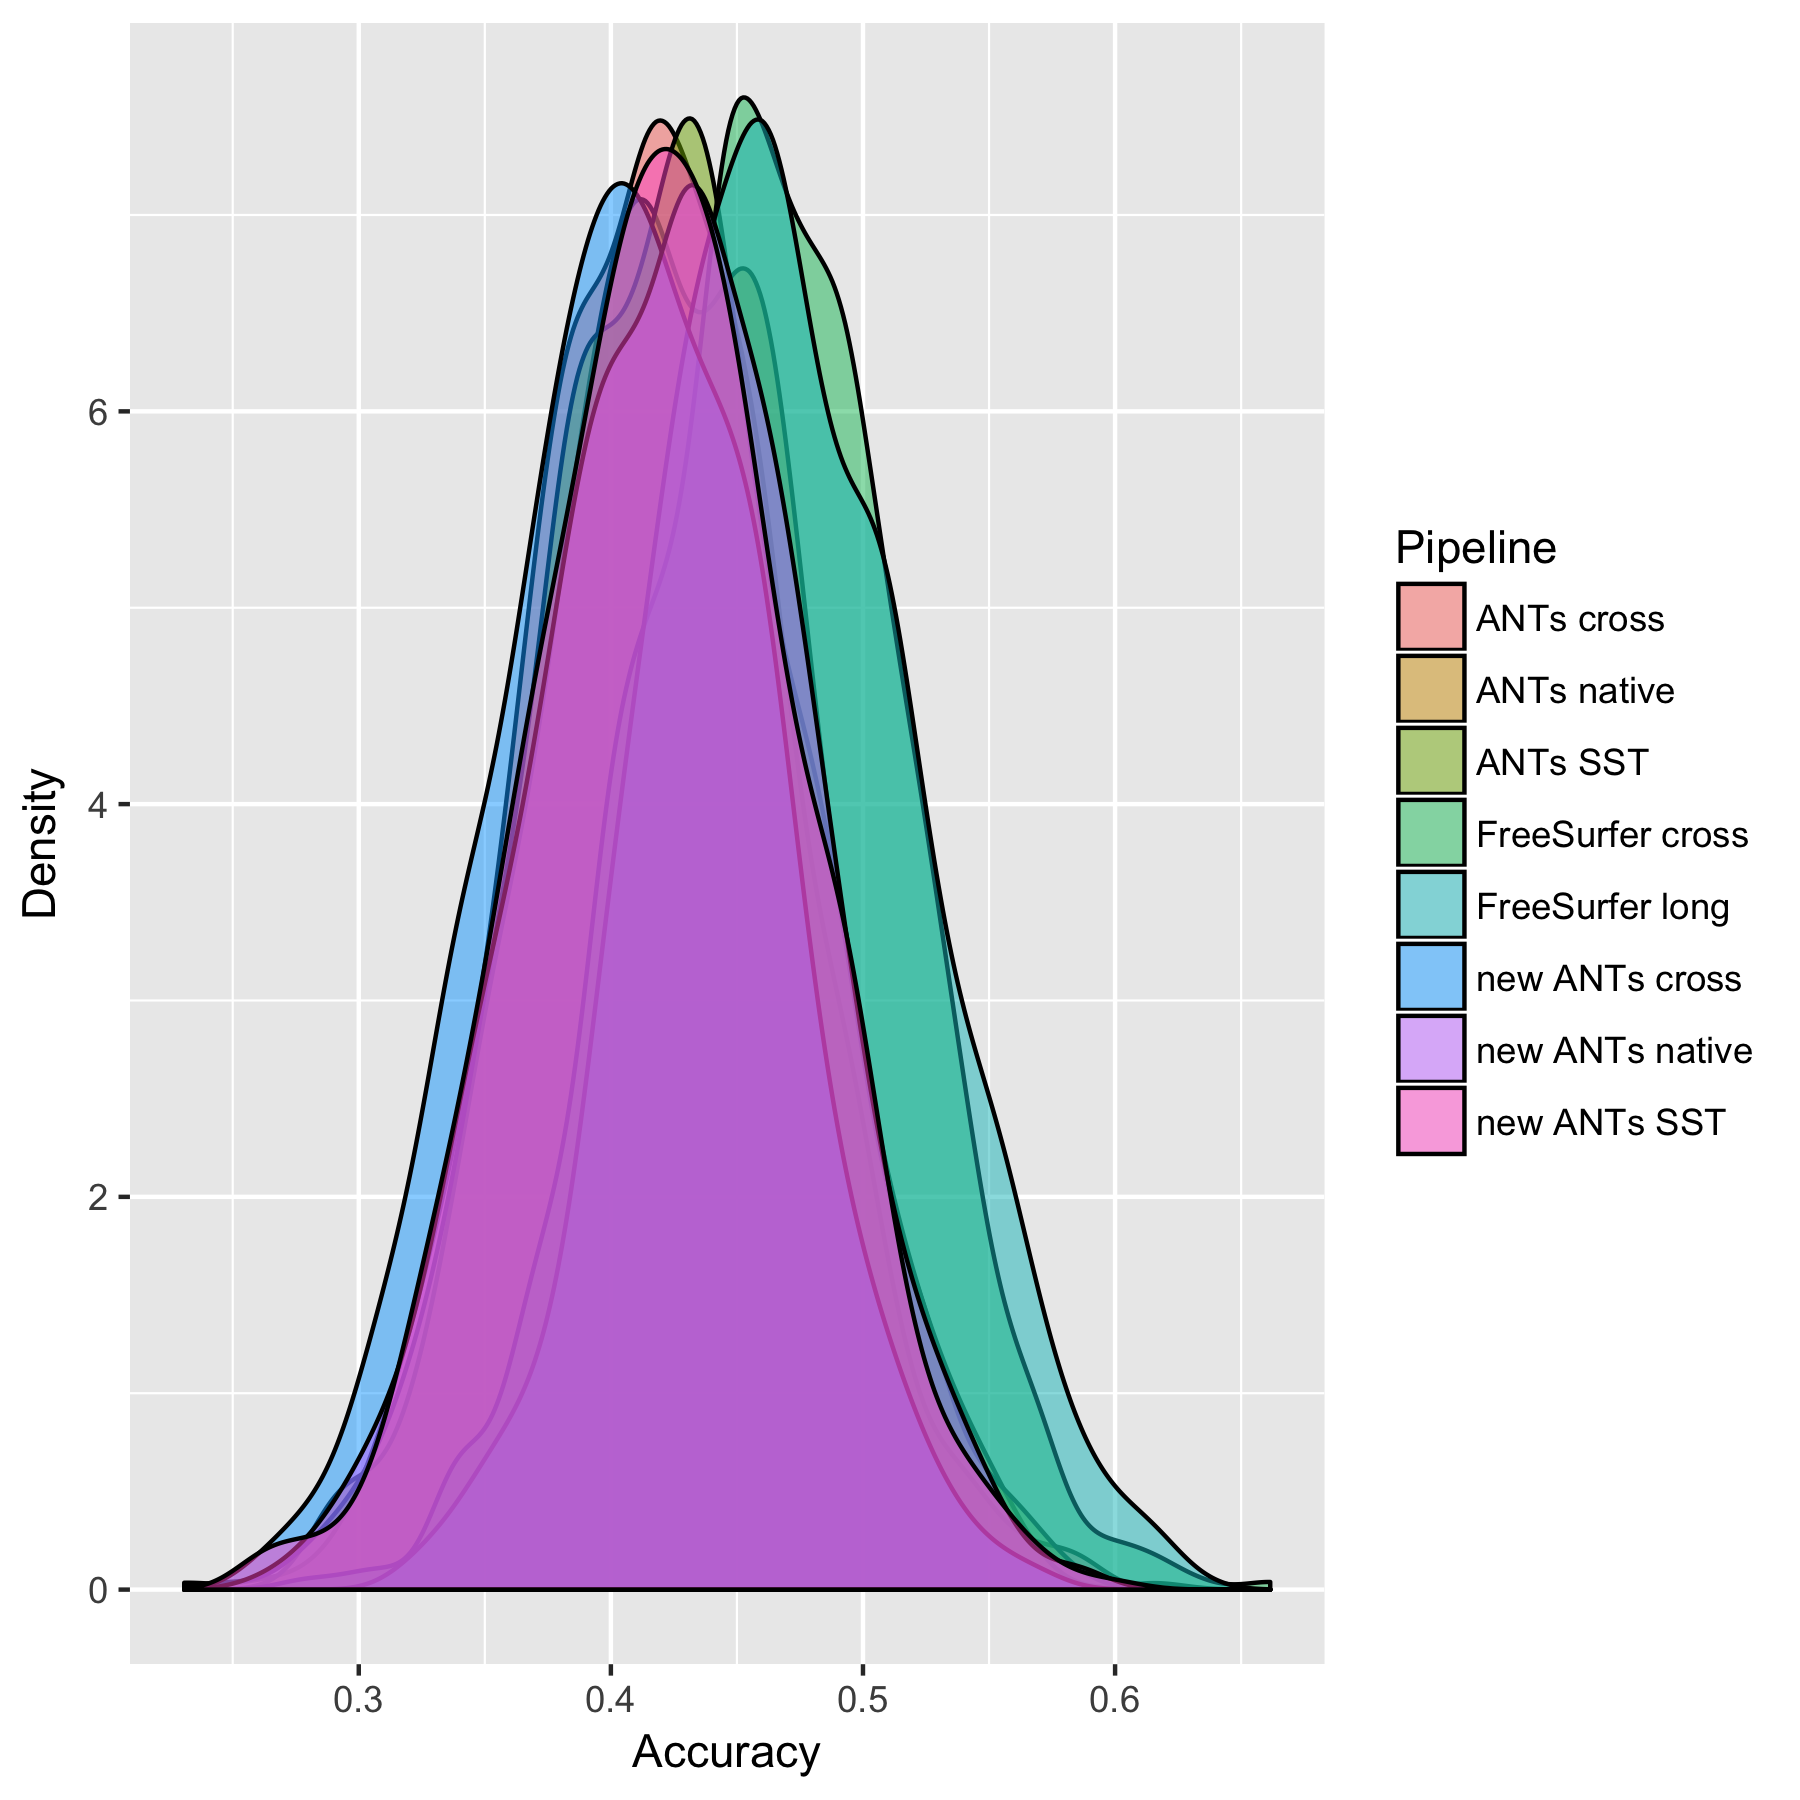 Density
6
4
2
0
0.3 0.4 0.5 0.6
Accuracy
Pipeline
ANTs cross
ANTs native
ANTs SST
FreeSurfer cross
FreeSurfer long
new ANTs cross
new ANTs native
new ANTs SST